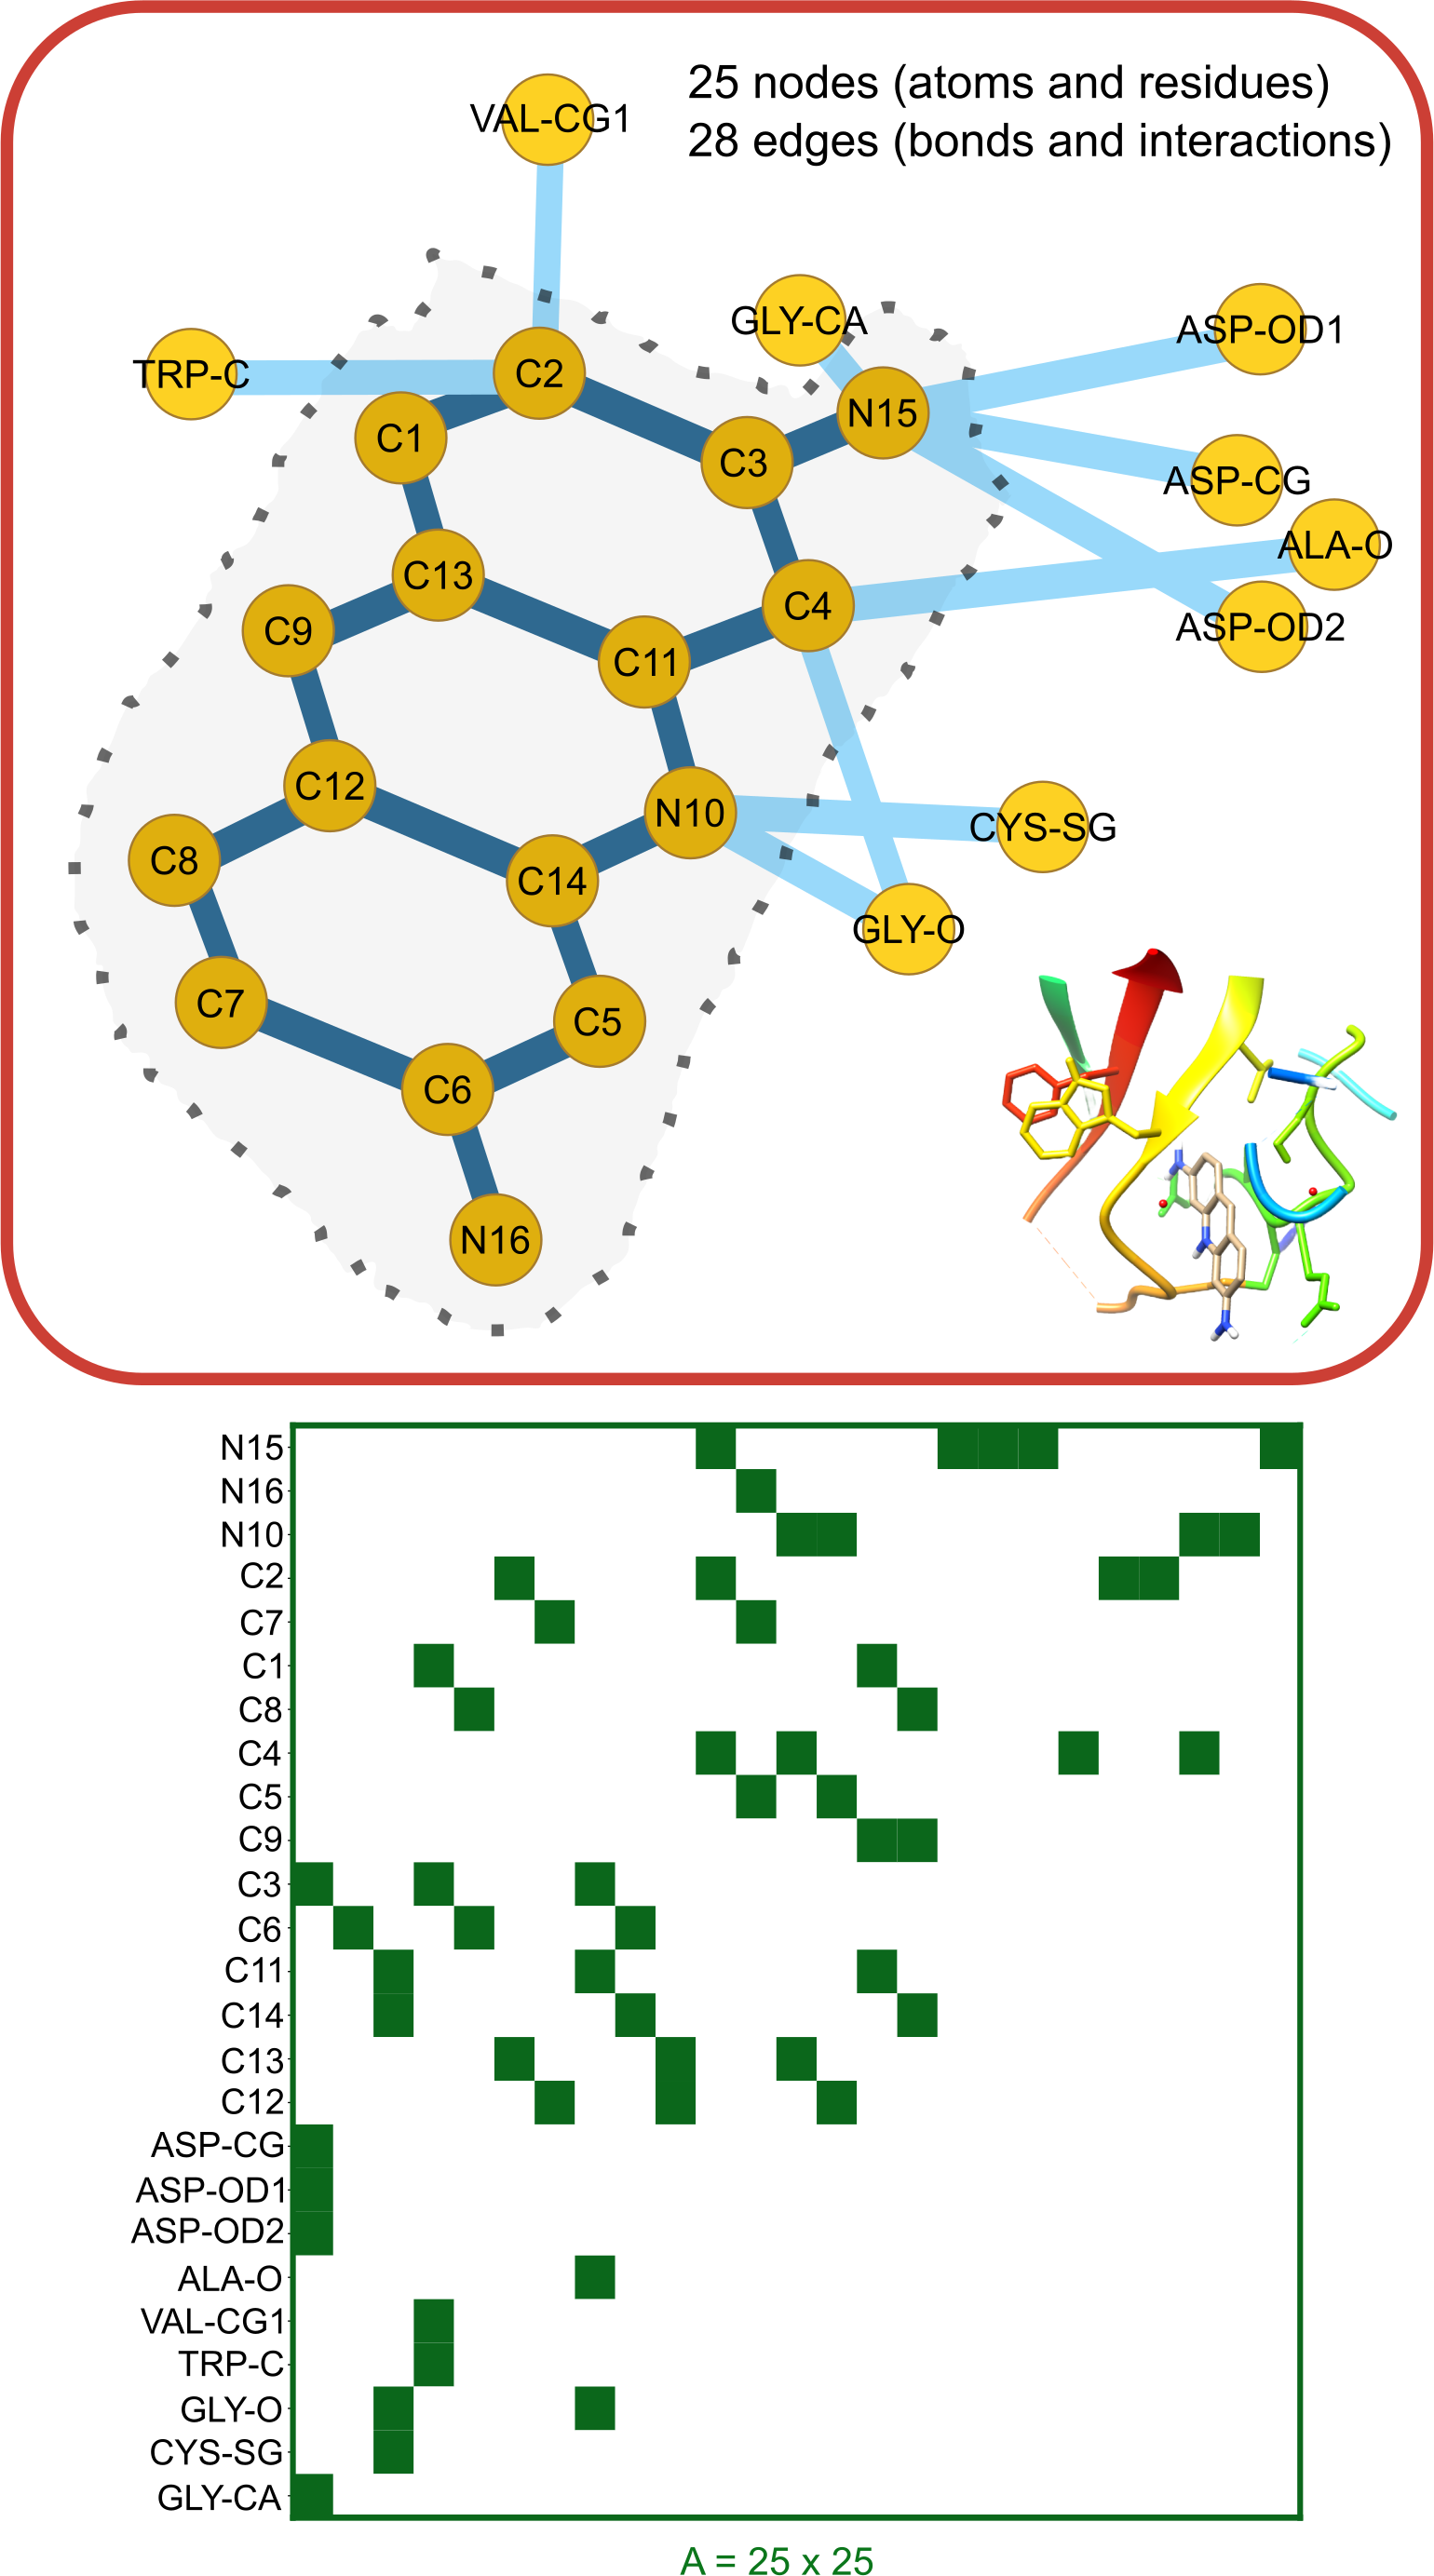 25 nodes (atoms and residues)
28 edges (bonds and interactions)
VAL-CG1
GLY-CA
ASP-OD1
TRP-C
C2
N15
C1
C3
ASP-CG
ALA-O
C13
C4
C9
ASP-OD2
C11
C12
N10
CYS-SG
C8
C14
GLY-O
C7
C5
C6
N16
N15
N16
N10
C2
C7
C1
C8
C4
C5
C9
C3
C6
C11
C14
C13
C12
ASP-CG
ASP-OD1
ASP-OD2
ALA-O
VAL-CG1
TRP-C
GLY-O
CYS-SG
GLY-CA
A = 25 x 25